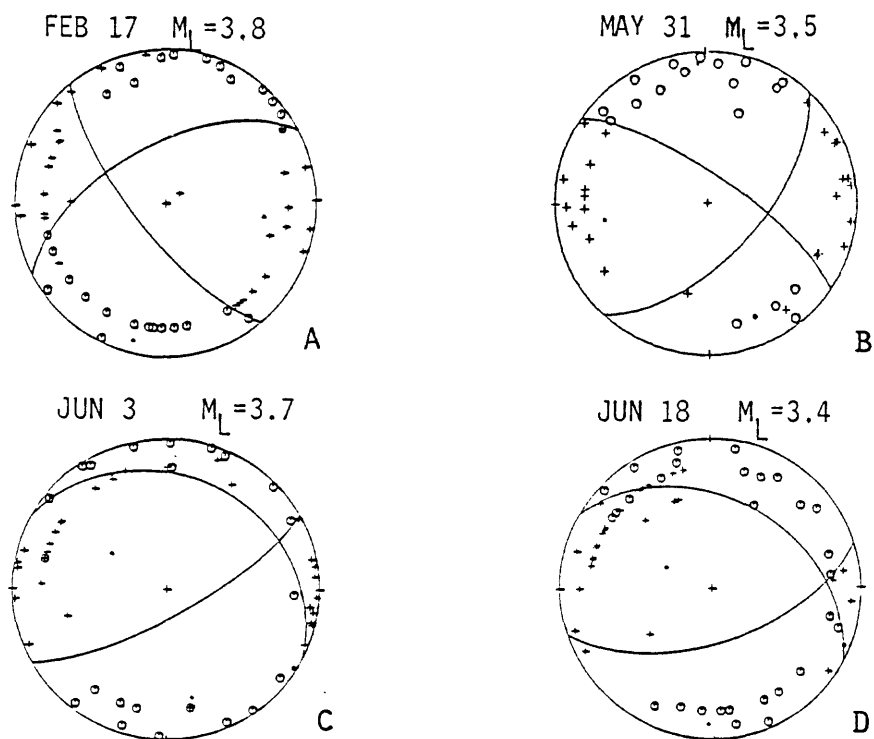 FEB 17 M_L=3.8
MAY 31 M_L=3.5
A
B
JUN 3 M_L=3.7
JUN 18 M_L=3.4
C
D